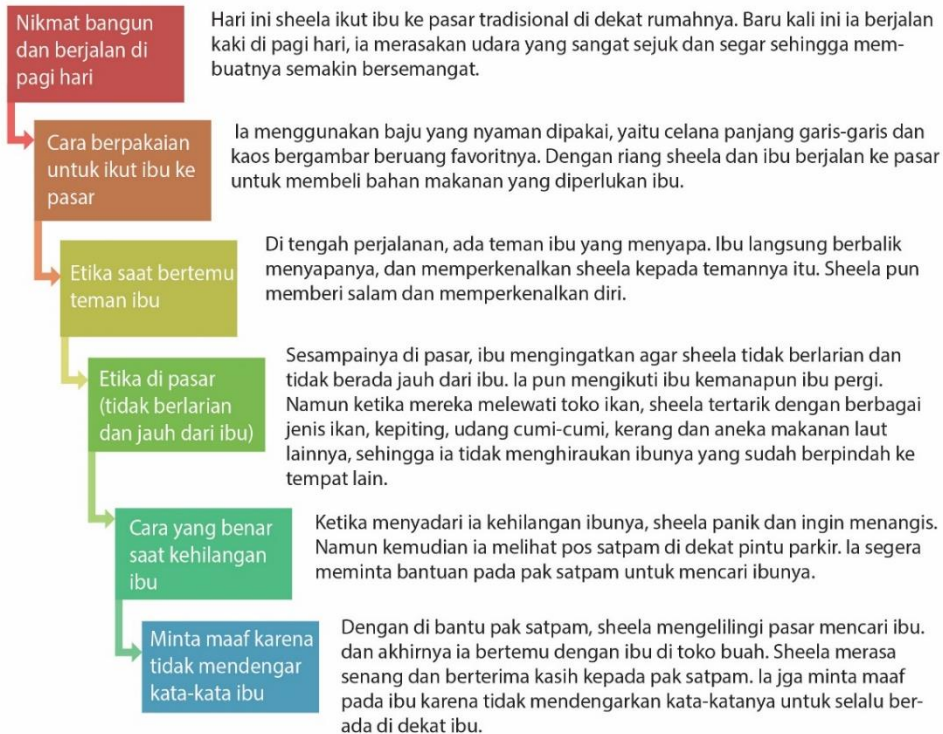 Nikmat bangun
dan berjalan di
pagi hari
Hari ini sheela ikut ibu ke pasar tradisional di dekat rumahnya. Baru kali ini ia berjalan
kaki di pagi hari, ia merasakan udara yang sangat sejuk dan segar sehingga mem-
buatnya semakin bersemangat.
Cara berpakaian
untuk ikut ibu ke
pasar
Ia menggunakan baju yang nyaman dipakai, yaitu celana panjang garis-garis dan
kaos bergambar beruang favoritnya. Dengan riang sheela dan ibu berjalan ke pasar
untuk membeli bahan makanan yang diperlukan ibu.
Etika saat bertemu
teman ibu
Di tengah perjalanan, ada teman ibu yang menyapa. Ibu langsung berbalik
menyapanya, dan memperkenalkan sheela kepada temannya itu. Sheela pun
memberi salam dan memperkenalkan diri.
Etika di pasar
(tidak berlarian
dan jauh dari ibu)
Sesampainya di pasar, ibu mengingatkan agar sheela tidak berlarian dan
tidak berada jauh dari ibu. Ia pun mengikuti ibu kemanapun ibu pergi.
Namun ketika mereka melewati toko ikan, sheela tertarik dengan berbagai
jenis ikan, kepiting, udang cumi-cumi, kerang dan aneka makanan laut
lainnya, sehingga ia tidak menghiraukan ibunya yang sudah berpindah ke
tempat lain.
Cara yang benar
saat kehilangan
ibu
Ketika menyadari ia kehilangan ibunya, sheela panik dan ingin menangis.
Namun kemudian ia melihat pos satpam di dekat pintu parkir. Ia segera
meminta bantuan pada pak satpam untuk mencari ibunya.
Minta maaf karena
tidak mendengar
kata-kata ibu
Dengan di bantu pak satpam, sheela mengelilingi pasar mencari ibu.
dan akhirnya ia bertemu dengan ibu di toko buah. Sheela merasa
senang dan berterima kasih kepada pak satpam. Ia jga minta maaf
pada ibu karena tidak mendengarkan kata-katanya untuk selalu ber-
ada di dekat ibu.